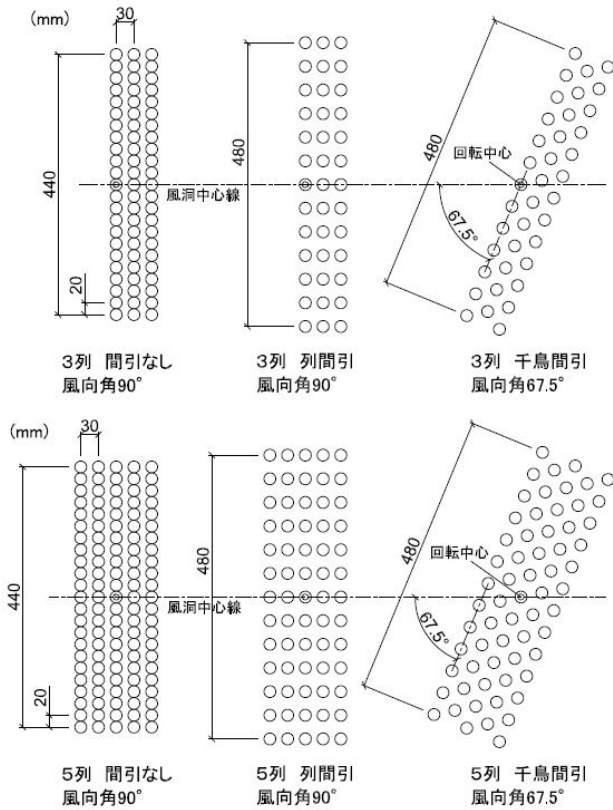 (mm)
30
440
20
風洞中心線
480
480
回転中心
67.5°
3列 間引なし
風向角90°
3列 列間引
風向角90°
3列 千鳥間引
風向角67.5°
(mm)
30
440
20
風洞中心線
480
480
回転中心
67.5°
5列 間引なし
風向角90°
5列 列間引
風向角90°
5列 千鳥間引
風向角67.5°